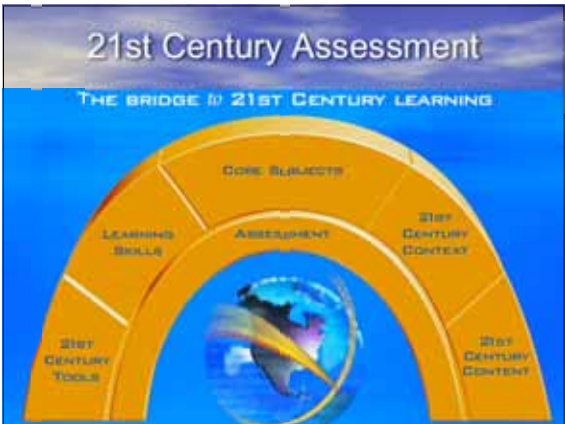 21st Century Assessment
THE BRIDGE to 21ST CENTURY LEARNING
CORE SUBJECTS
LEARNING
SKILLS
ASSESSMENT
21ST
CENTURY
CONTEXT
21ST
CENTURY
TOOLS
21ST
CENTURY
CONTENT